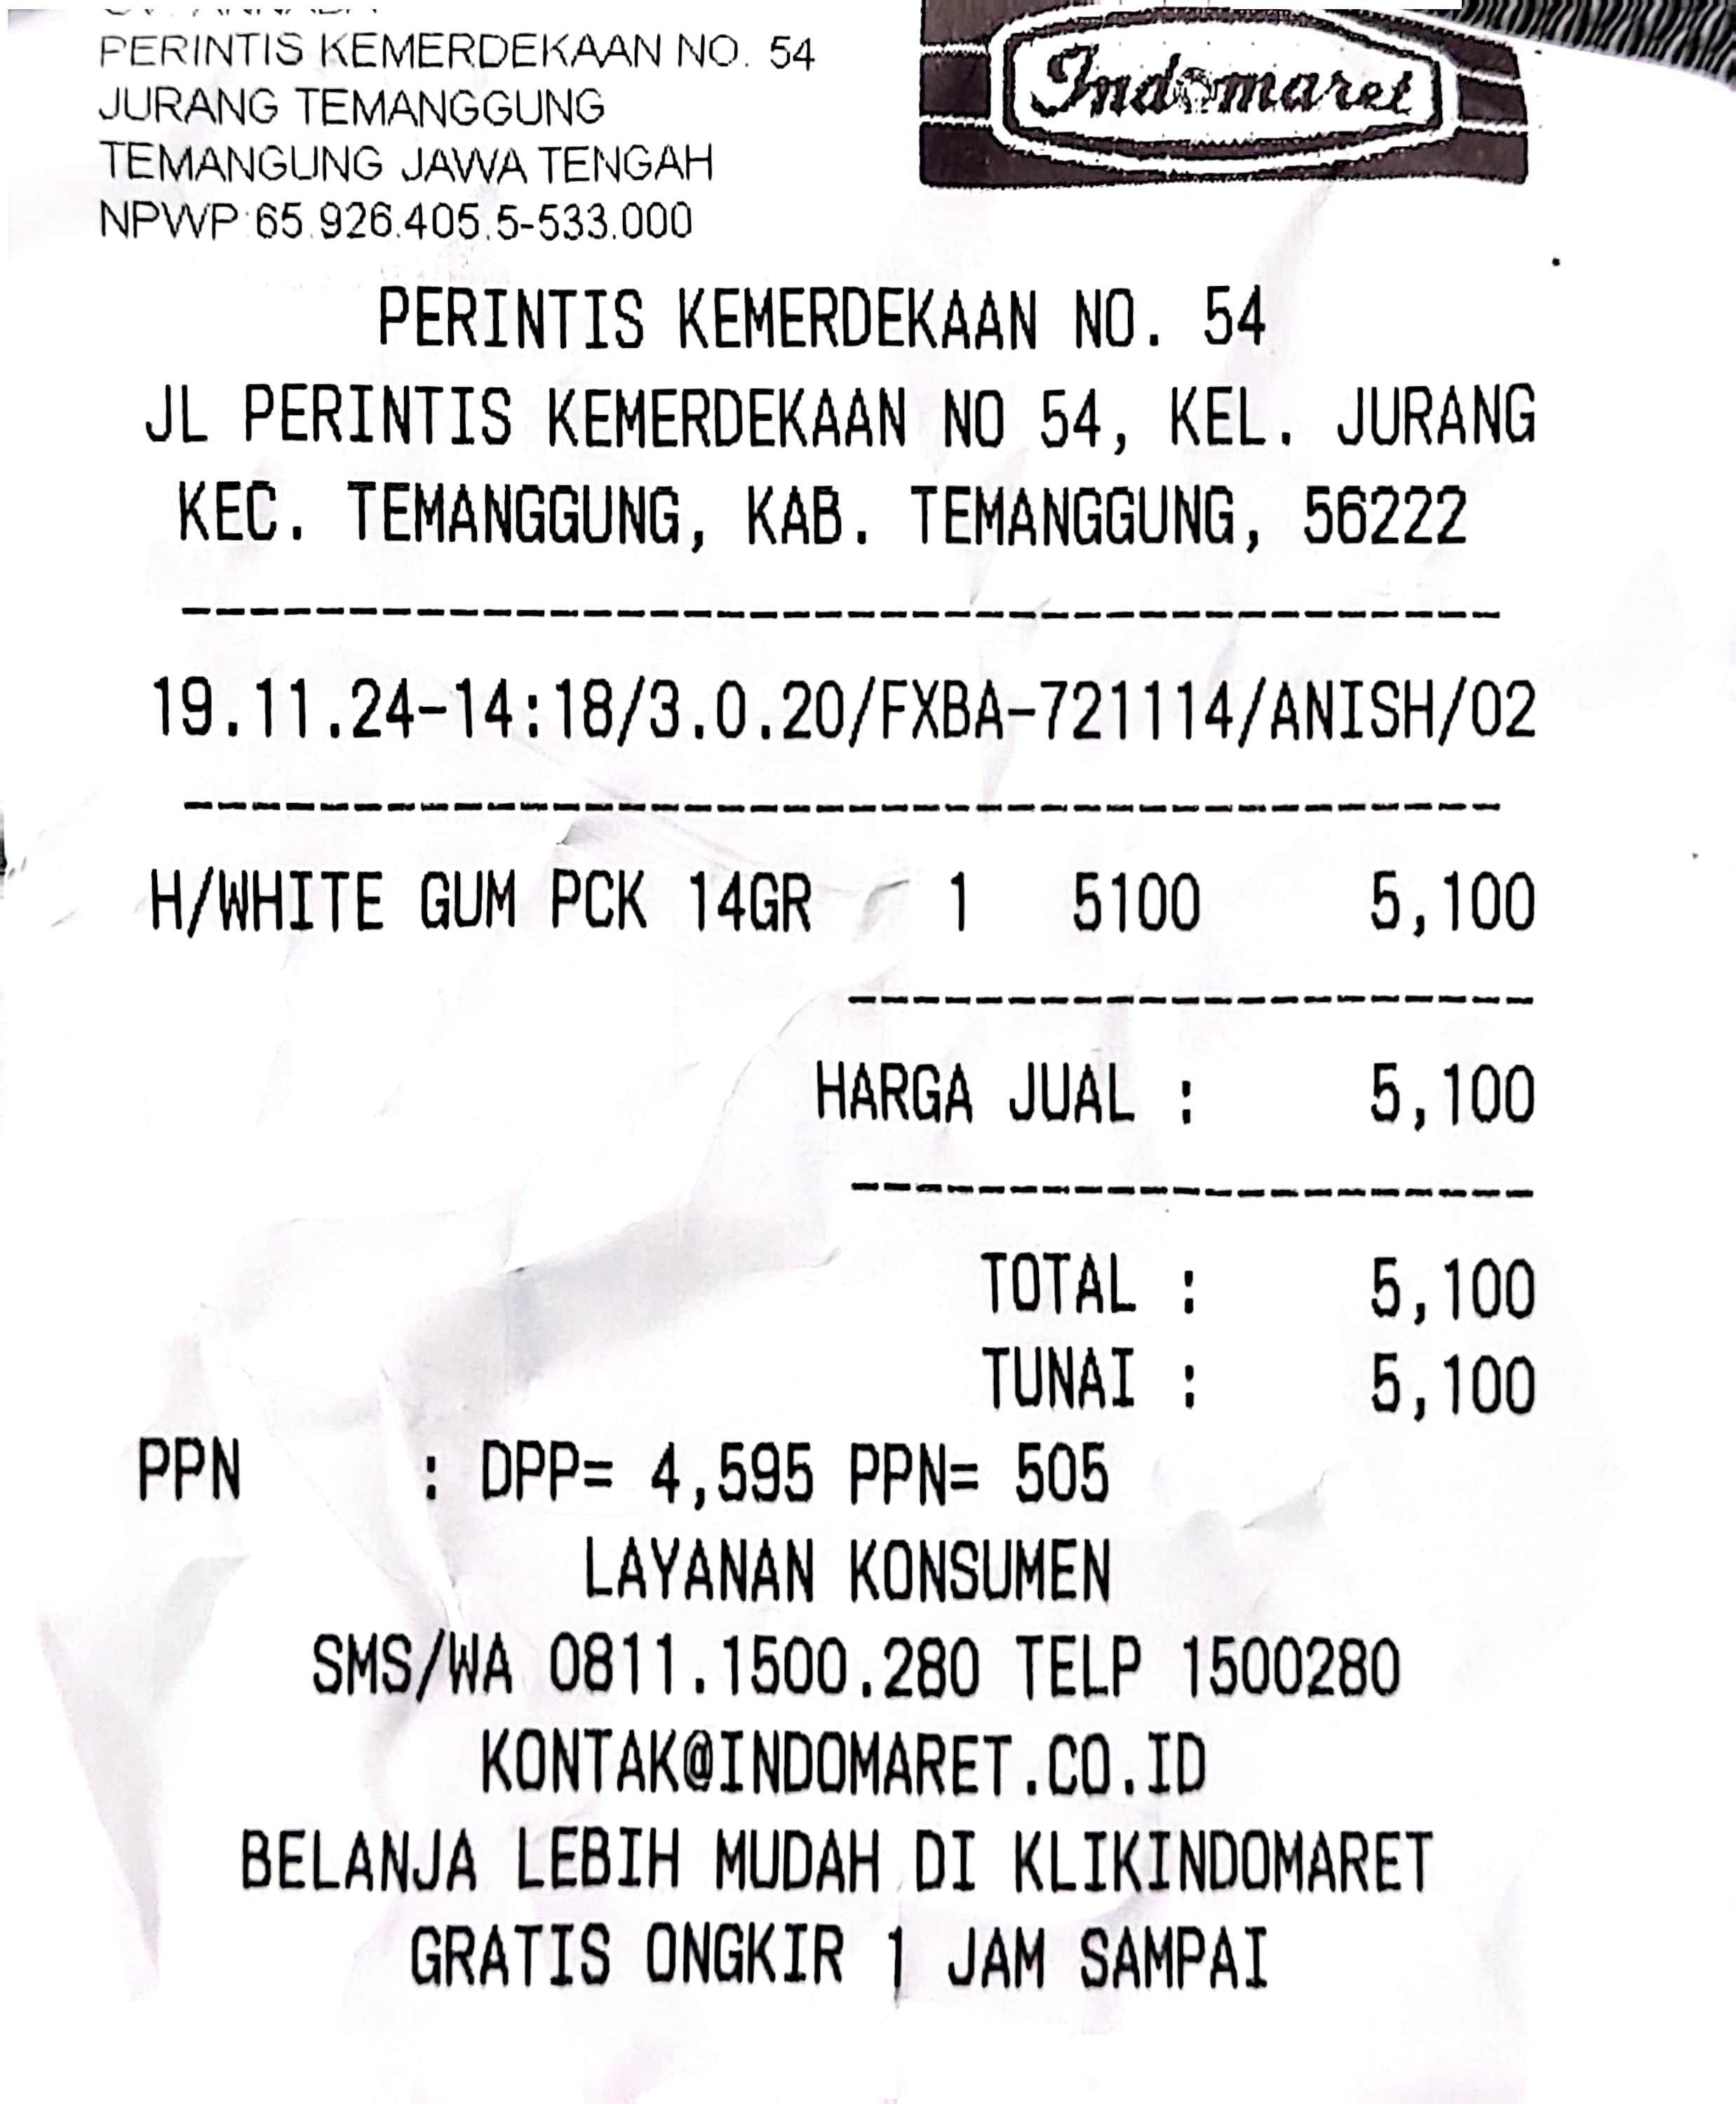 PERINTIS KEMERDEKAAN NO. 54
JURANG TEMANGGUNG
TEMANGUNG JAWA TENGAH
NPWP:65.926.405.5-533.000
Indomaret
PERINTIS KEMERDEKAAN NO. 54
JL PERINTIS KEMERDEKAAN NO 54, KEL. JURANG
KEC. TEMANGGUNG, KAB. TEMANGGUNG, 56222
----------------------------------------
19.11.24-14:18/3.0.20/FXBA-721114/ANISH/02
----------------------------------------
H/WHITE GUM PCK 14GR 1 5100 5,100
---------------------
HARGA JUAL : 5,100
---------------------
TOTAL : 5,100
TUNAI : 5,100
PPN : DPP= 4,595 PPN= 505
LAYANAN KONSUMEN
SMS/WA 0811.1500.280 TELP 1500280
KONTAK@INDOMARET.CO.ID
BELANJA LEBIH MUDAH DI KLIKINDOMARET
GRATIS ONGKIR 1 JAM SAMPAI